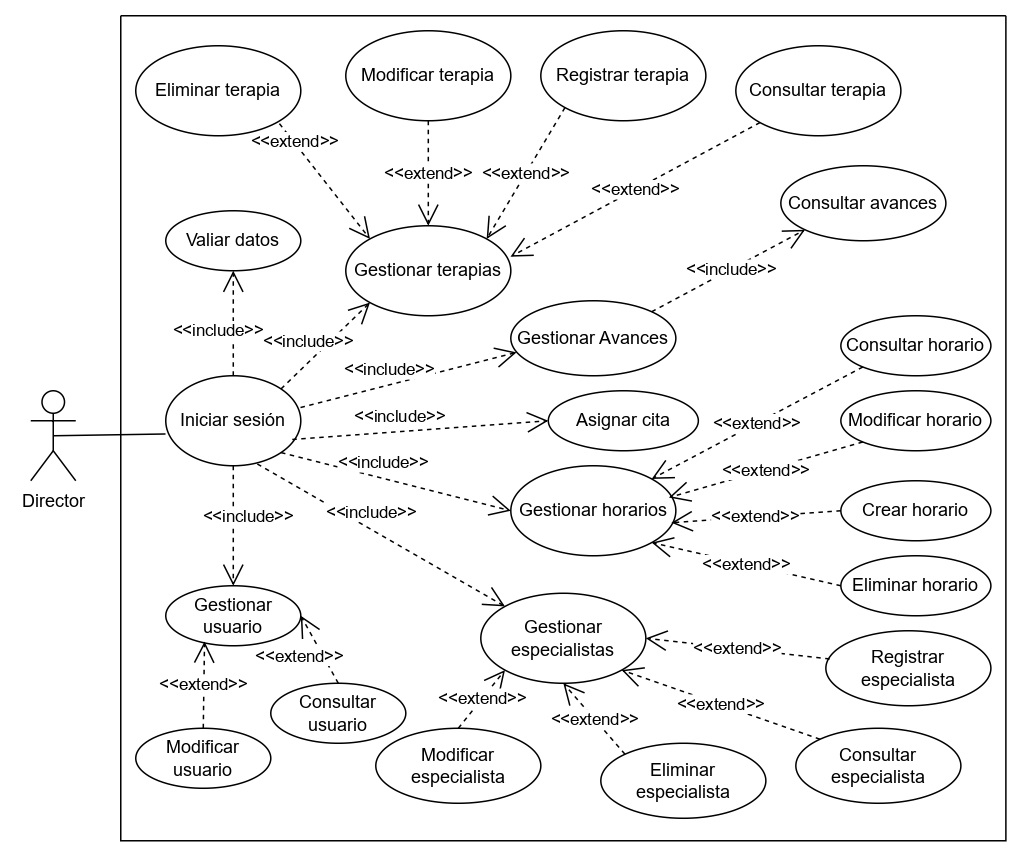 Eliminar terapia
Modificar terapia
Registrar terapia
Consultar terapia
<<extend>>
<<extend>>
<<extend>>
<<extend>>
Consultar avances
Valiar datos
Gestionar terapias
<<include>>
<<include>>
<<include>>
Gestionar Avances
Consultar horario
<<include>>
Iniciar sesión
<<include>>
Asignar cita
<<extend>>
Modificar horario
<<include>>
<<extend>>
Director
<<include>>
<<include>>
Gestionar horarios
<<extend>>
Crear horario
<<extend>>
Eliminar horario
Gestionar
usuario
Gestionar
especialistas
<<extend>>
<<extend>>
<<extend>>
Registrar
especialista
<<extend>>
<<extend>>
<<extend>>
Consultar
usuario
Modificar
usuario
Modificar
especialista
Eliminar
especialista
Consultar
especialista